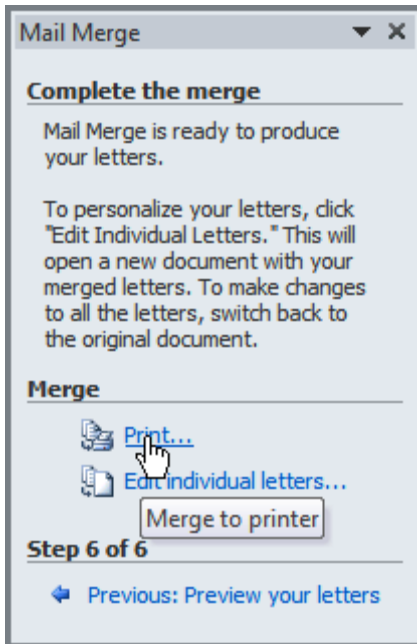 Mail Merge
Complete the merge
Mail Merge is ready to produce
your letters.
To personalize your letters, click
"Edit Individual Letters." This will
open a new document with your
merged letters. To make changes
to all the letters, switch back to
the original document.
Merge
Print...
Edit individual letters...
Merge to printer
Step 6 of 6
Previous: Preview your letters